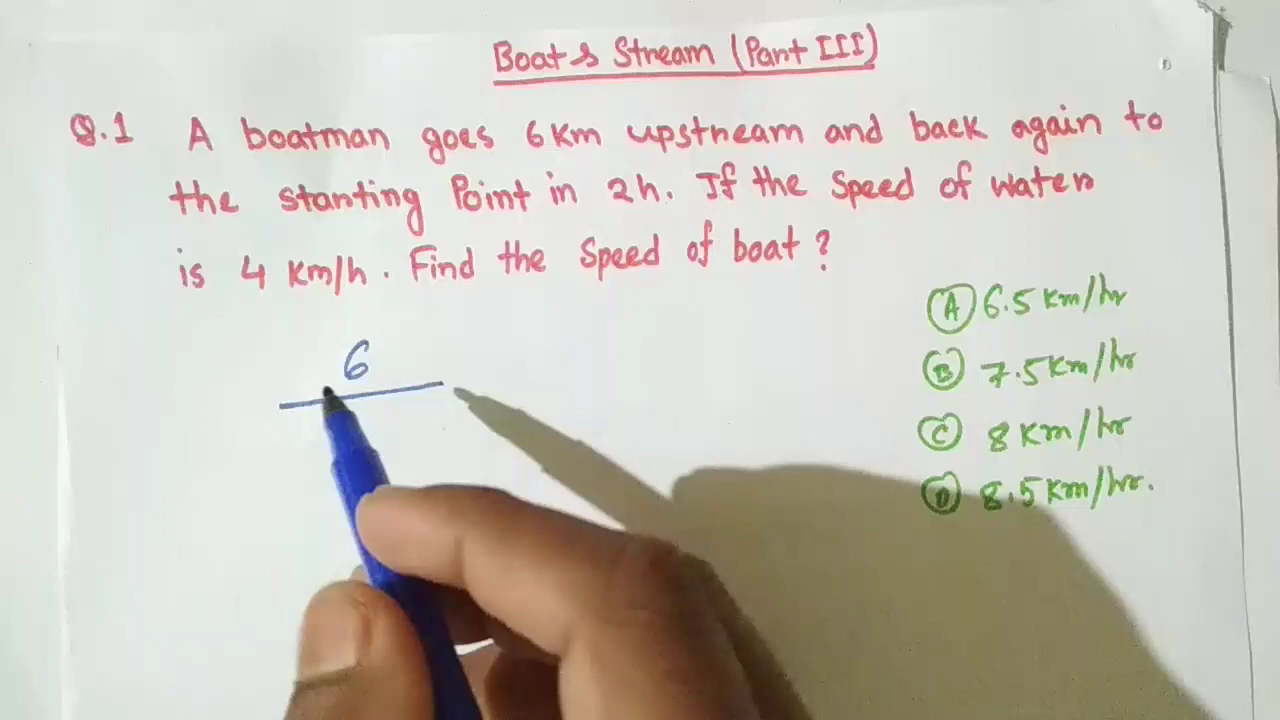 Boat & Stream (Part III)
Q.1 A boatman goes 6 Km upstream and back again to
the starting Point in 2h. If the Speed of water
is 4 Km/h. Find the Speed of boat?
(A) 6.5 Km/hr
(B) 7.5 Km/hr
(C) 8 Km/hr
(D) 8.5 Km/hr.
6